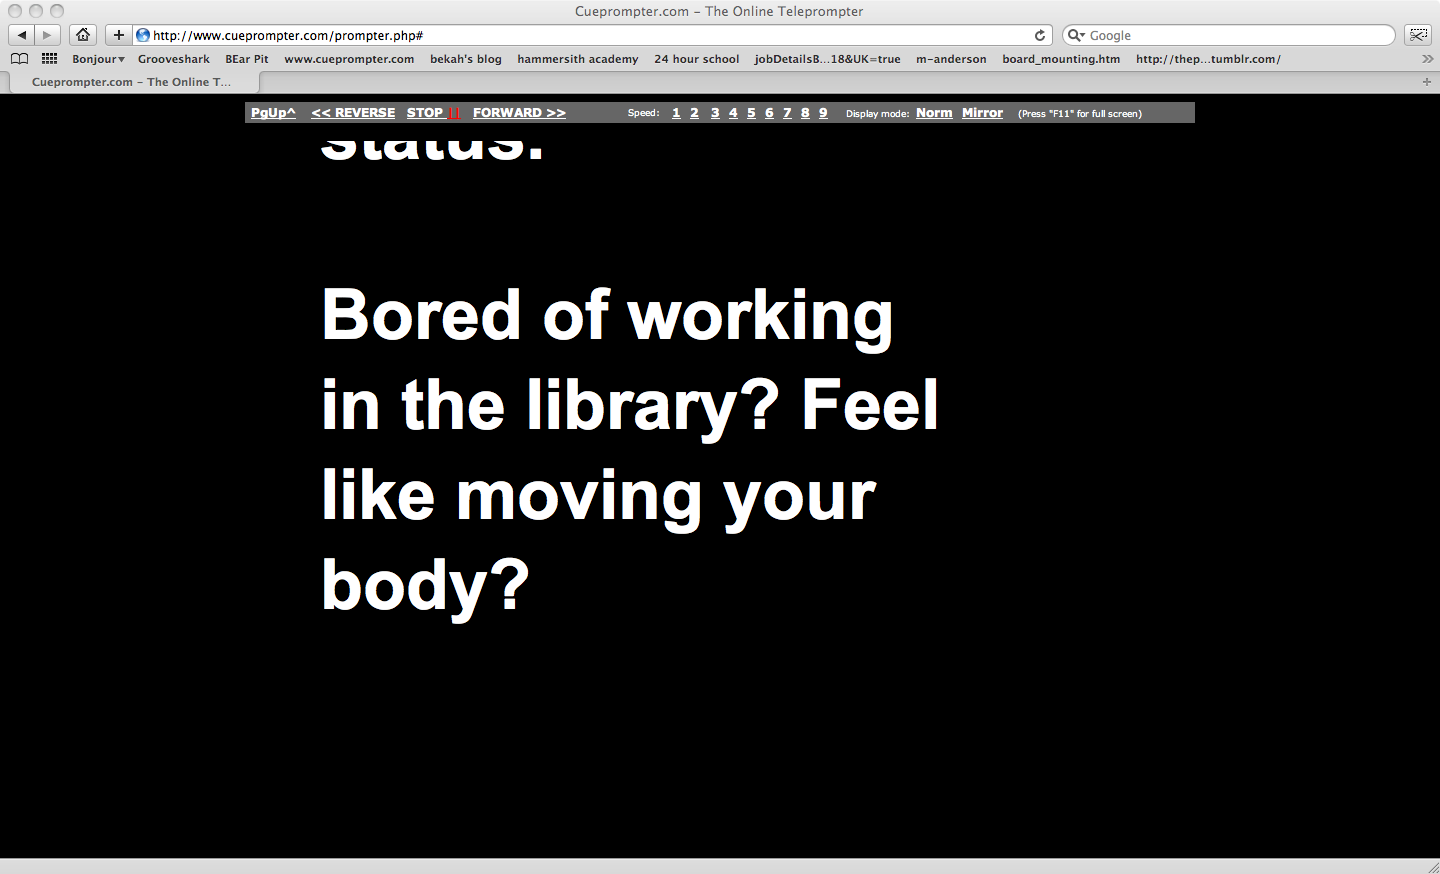 Cueprompter.com – The Online Teleprompter
http://www.cueprompter.com/prompter.php#
Google
Bonjour▾ Grooveshark BEar Pit www.cueprompter.com bekah's blog hammersith academy 24 hour school jobDetailsB...18&UK=true m-anderson board_mounting.htm http://thep...tumblr.com/ >>
Cueprompter.com – The Online T...
PgUp^ << REVERSE STOP || FORWARD >> Speed: 1 2 3 4 5 6 7 8 9 Display mode: Norm Mirror (Press "F11" for full screen)
status.
Bored of working
in the library? Feel
like moving your
body?